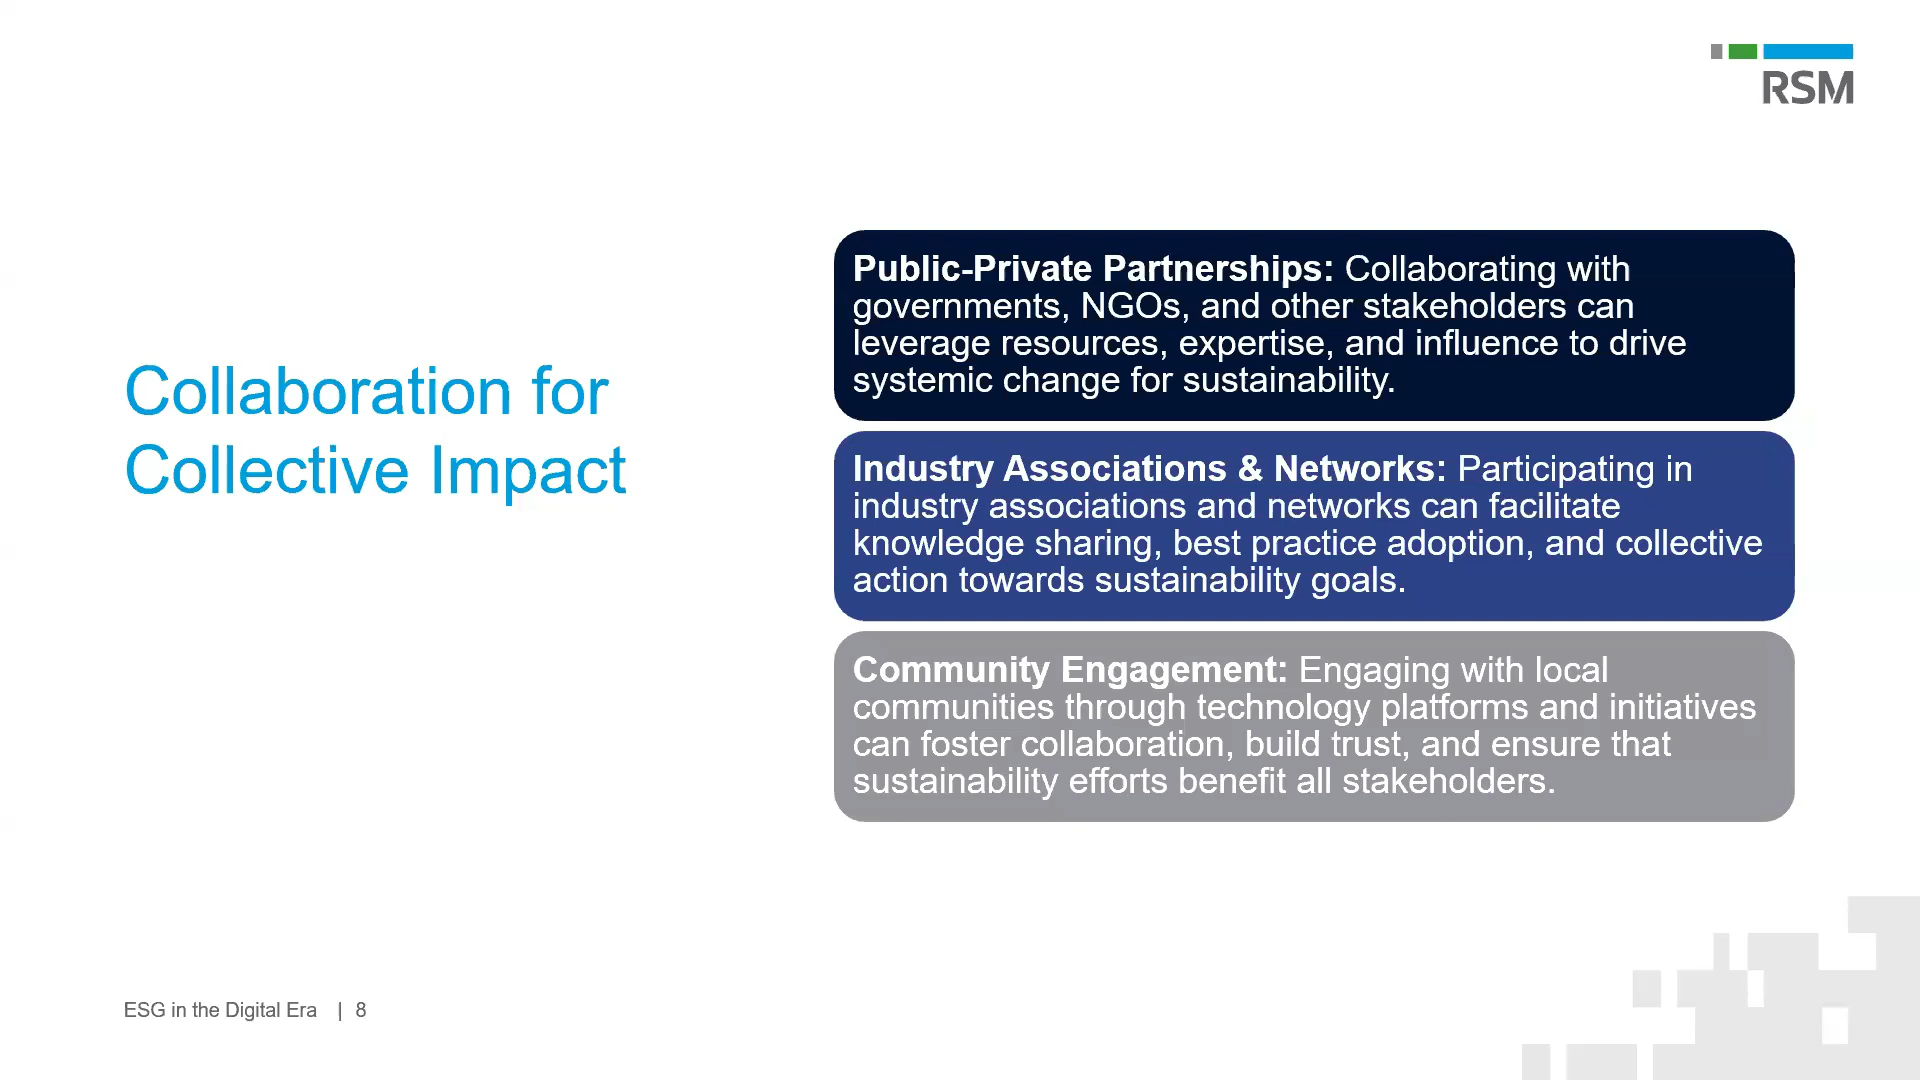 RSM
Collaboration for
Collective Impact
Public-Private Partnerships: Collaborating with
governments, NGOs, and other stakeholders can
leverage resources, expertise, and influence to drive
systemic change for sustainability.
Industry Associations & Networks: Participating in
industry associations and networks can facilitate
knowledge sharing, best practice adoption, and collective
action towards sustainability goals.
Community Engagement: Engaging with local
communities through technology platforms and initiatives
can foster collaboration, build trust, and ensure that
sustainability efforts benefit all stakeholders.
ESG in the Digital Era | 8